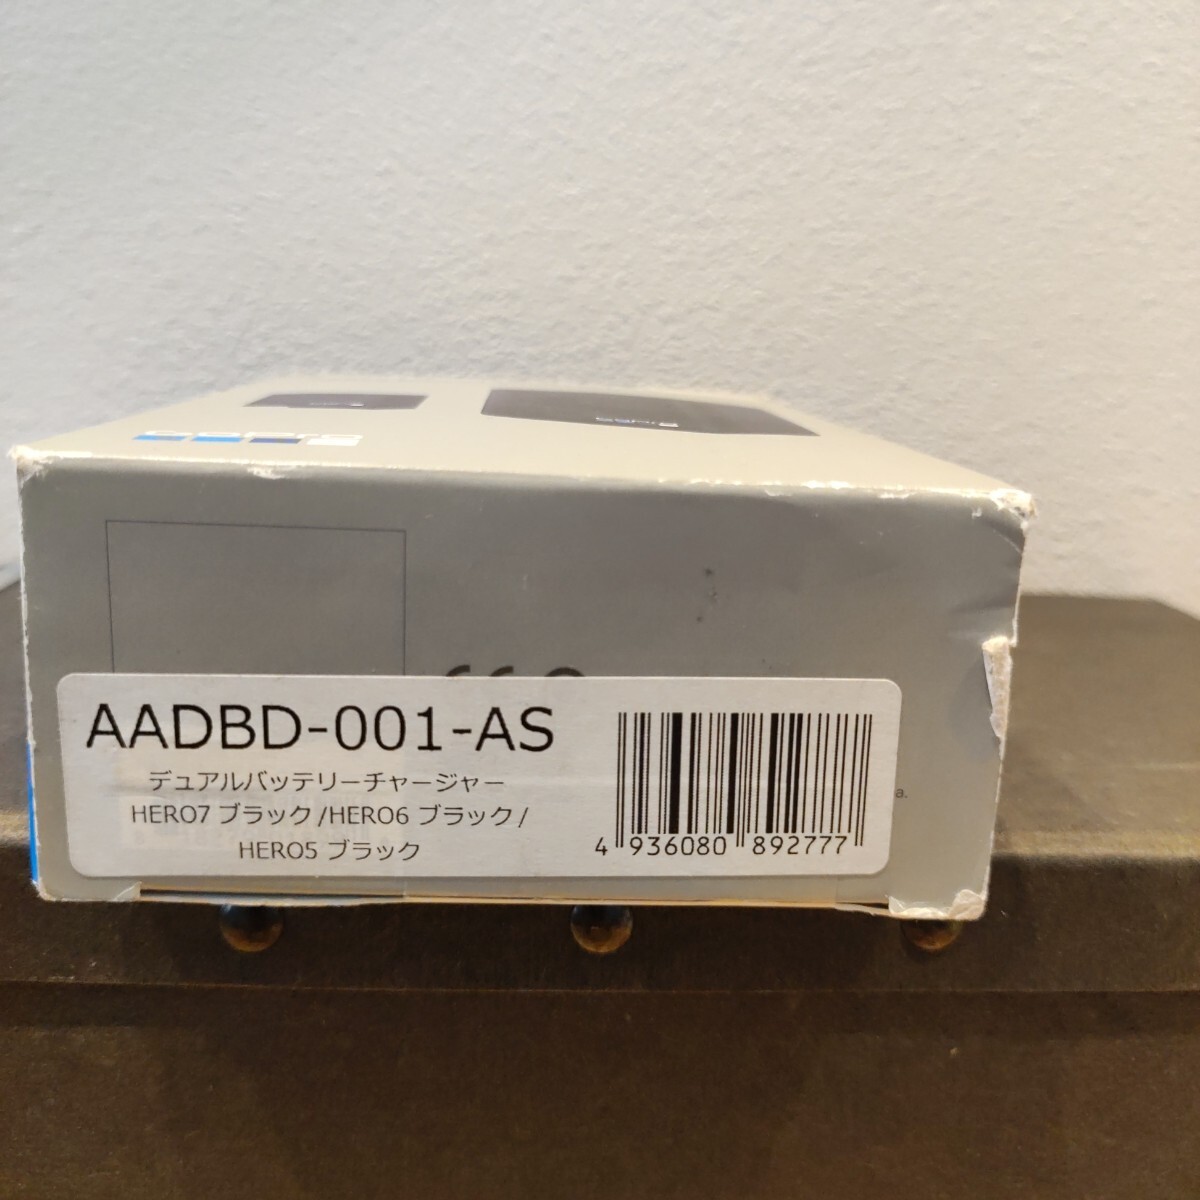 GoPro
AADBD-001-AS
デュアルバッテリーチャージャー
HERO7 ブラック/HERO6 ブラック/
HERO5 ブラック
4 936080 892777
a.